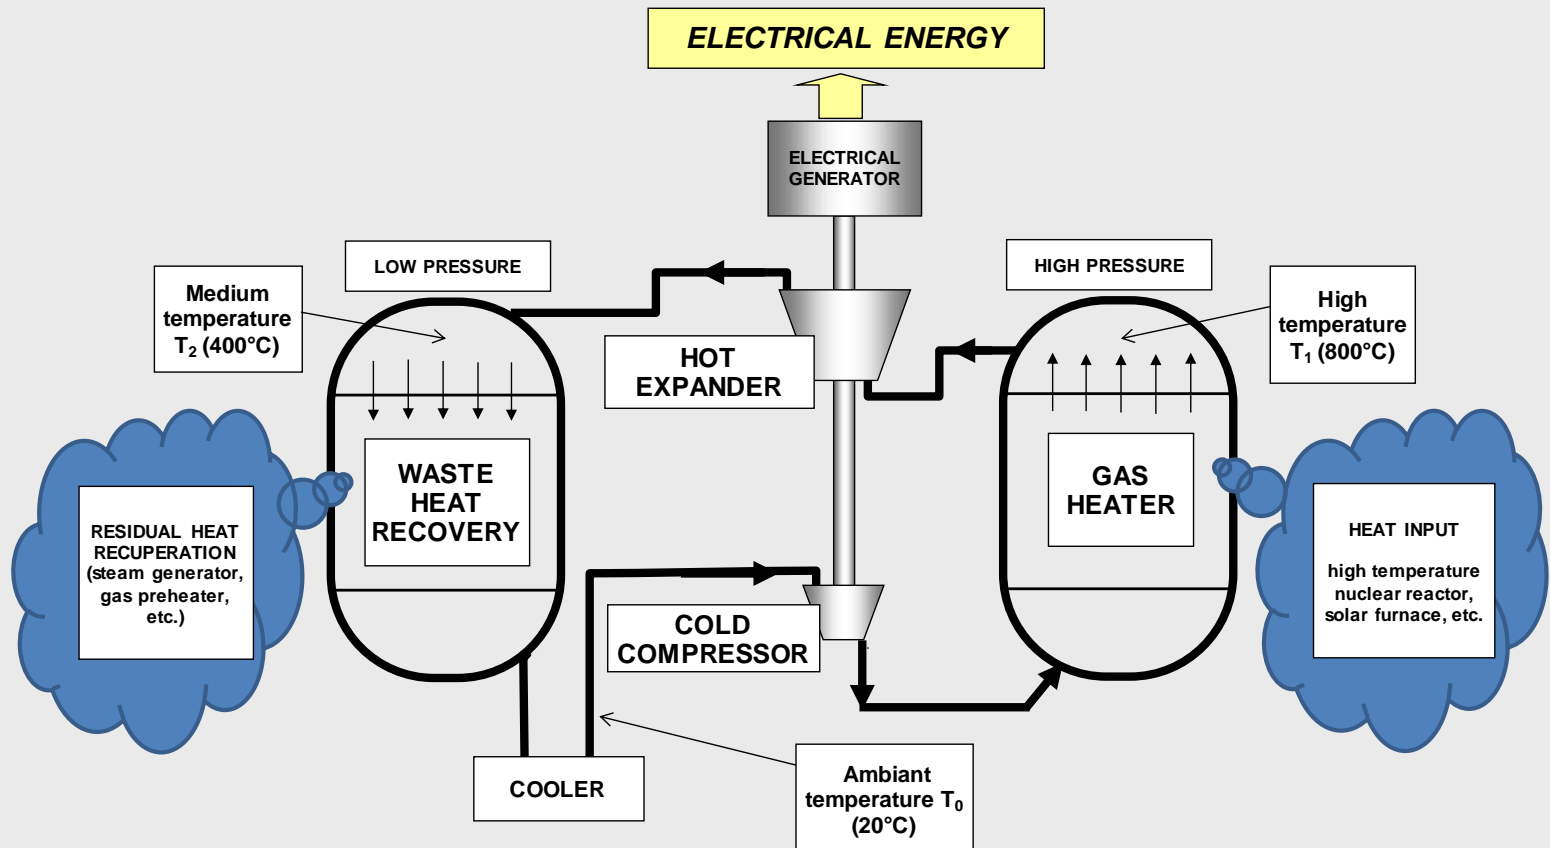 ELECTRICAL ENERGY
ELECTRICAL
GENERATOR
LOW PRESSURE
HIGH PRESSURE
Medium
temperature
T₂ (400°C)
High
temperature
T₁ (800°C)
HOT
EXPANDER
WASTE
HEAT
RECOVERY
GAS
HEATER
RESIDUAL HEAT
RECUPERATION
(steam generator,
gas preheater,
etc.)
HEAT INPUT
high temperature
nuclear reactor,
solar furnace, etc.
COLD
COMPRESSOR
COOLER
Ambiant
temperature T₀
(20°C)